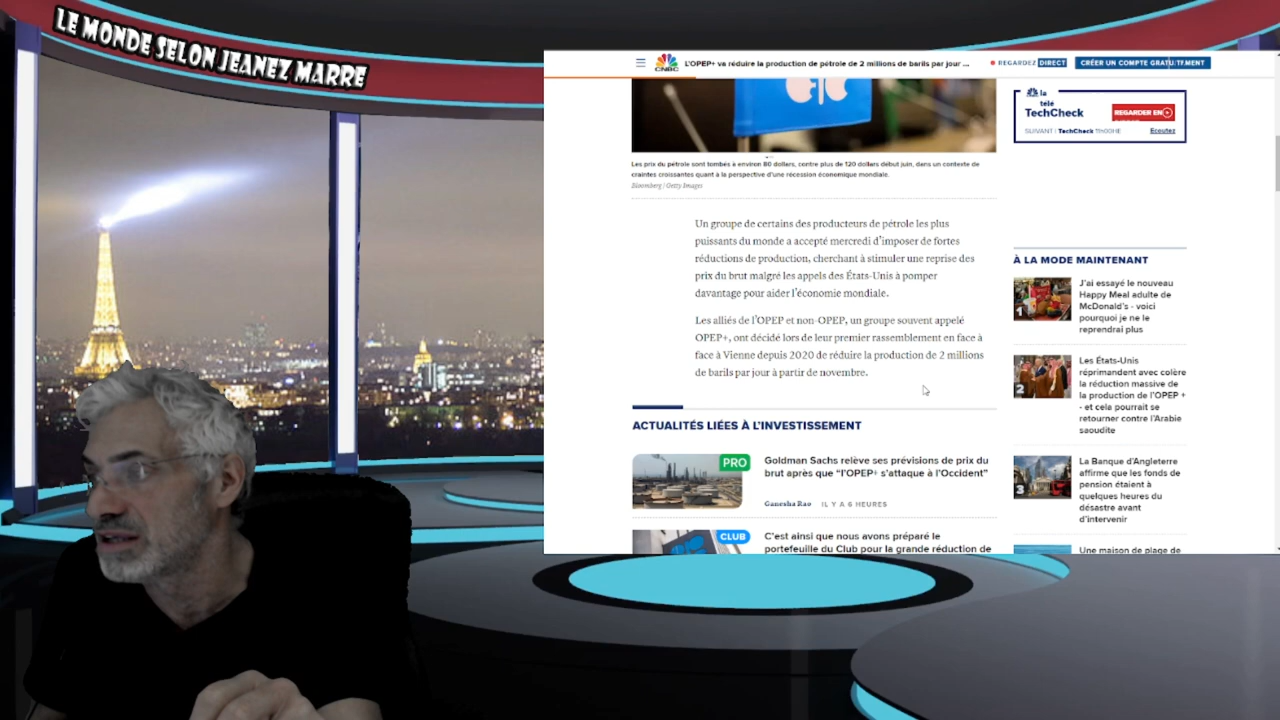 LE MONDE SELON JEANEZ MARRE
CNBC
L'OPEP+ va réduire la production de pétrole de 2 millions de barils par jour ...
REGARDEZ DIRECT
CRÉER UN COMPTE GRATUITEMENT
la
télé
TechCheck
REGARDER EN
SUIVANT : TechCheck 11h00HE
Ecoutez
Les prix du pétrole sont tombés à environ 80 dollars, contre plus de 120 dollars début juin, dans un contexte de
craintes croissantes quant à la perspective d'une récession économique mondiale.
Bloomberg | Getty Images
Un groupe de certains des producteurs de pétrole les plus
puissants du monde a accepté mercredi d'imposer de fortes
réductions de production, cherchant à stimuler une reprise des
prix du brut malgré les appels des États-Unis à pomper
davantage pour aider l'économie mondiale.
Les alliés de l'OPEP et non-OPEP, un groupe souvent appelé
OPEP+, ont décidé lors de leur premier rassemblement en face à
face à Vienne depuis 2020 de réduire la production de 2 millions
de barils par jour à partir de novembre.
ACTUALITÉS LIÉES À L'INVESTISSEMENT
PRO
Goldman Sachs relève ses prévisions de prix du
brut après que "l'OPEP+ s'attaque à l'Occident"
Ganesha Rao IL Y A 6 HEURES
CLUB
C'est ainsi que nous avons préparé le
portefeuille du Club pour la grande réduction de
À LA MODE MAINTENANT
1
J'ai essayé le nouveau
Happy Meal adulte de
McDonald's - voici
pourquoi je ne le
reprendrai plus
2
Les États-Unis
réprimandent avec colère
la réduction massive de
la production de l'OPEP +
- et cela pourrait se
retourner contre l'Arabie
saoudite
3
La Banque d'Angleterre
affirme que les fonds de
pension étaient à
quelques heures du
désastre avant
d'intervenir
Une maison de plage de